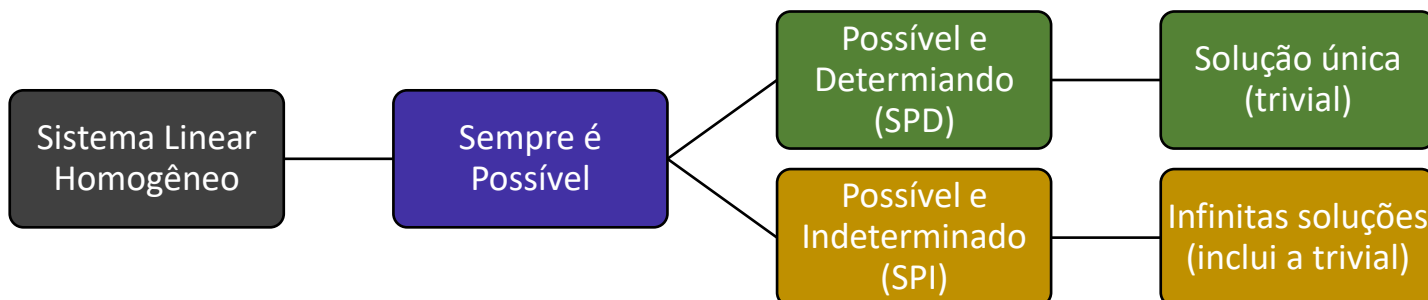 Sistema Linear
Homogêneo
Sempre é
Possível
Possível e
Determiando
(SPD)
Solução única
(trivial)
Possível e
Indeterminado
(SPI)
Infinitas soluções
(inclui a trivial)